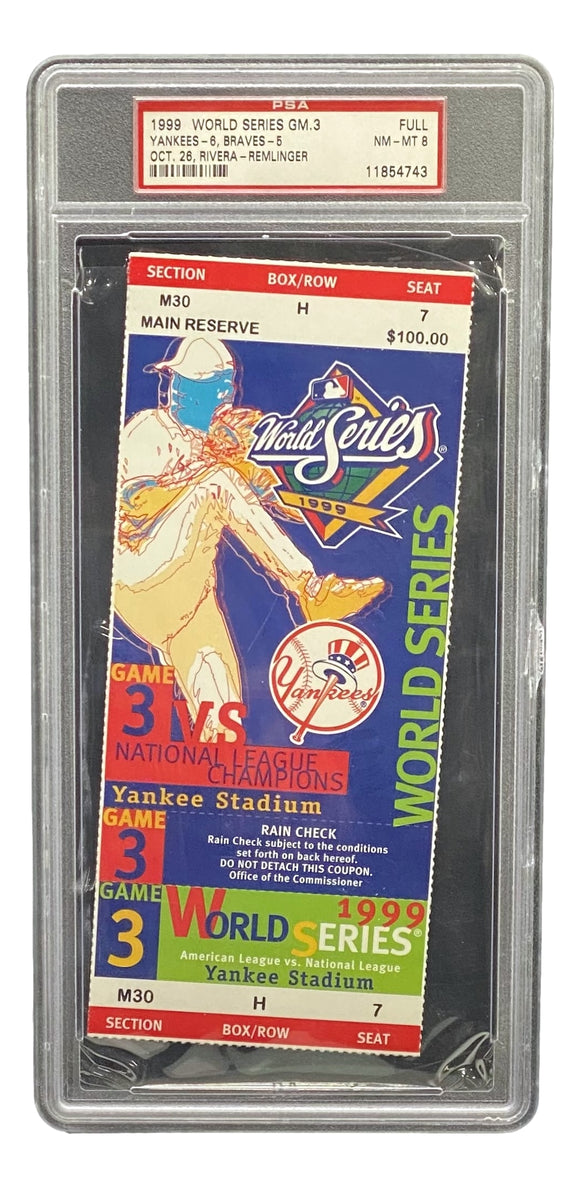 PSA
1999 WORLD SERIES GM.3 FULL
YANKEES-6, BRAVES-5 NM-MT 8
OCT. 26, RIVERA-REMLINGER
11854743
SECTION BOX/ROW SEAT
M30 H 7
MAIN RESERVE $100.00
World Series ®
1999
WORLD SERIES
Yankees
GAME
3 VS
NATIONAL LEAGUE
CHAMPIONS
Yankee Stadium
GAME
3
RAIN CHECK
Rain Check subject to the conditions
set forth on back hereof.
DO NOT DETACH THIS COUPON.
Office of the Commissioner
GAME
3
1999
WORLD SERIES®
American League vs. National League
Yankee Stadium
M30 H 7
SECTION BOX/ROW SEAT